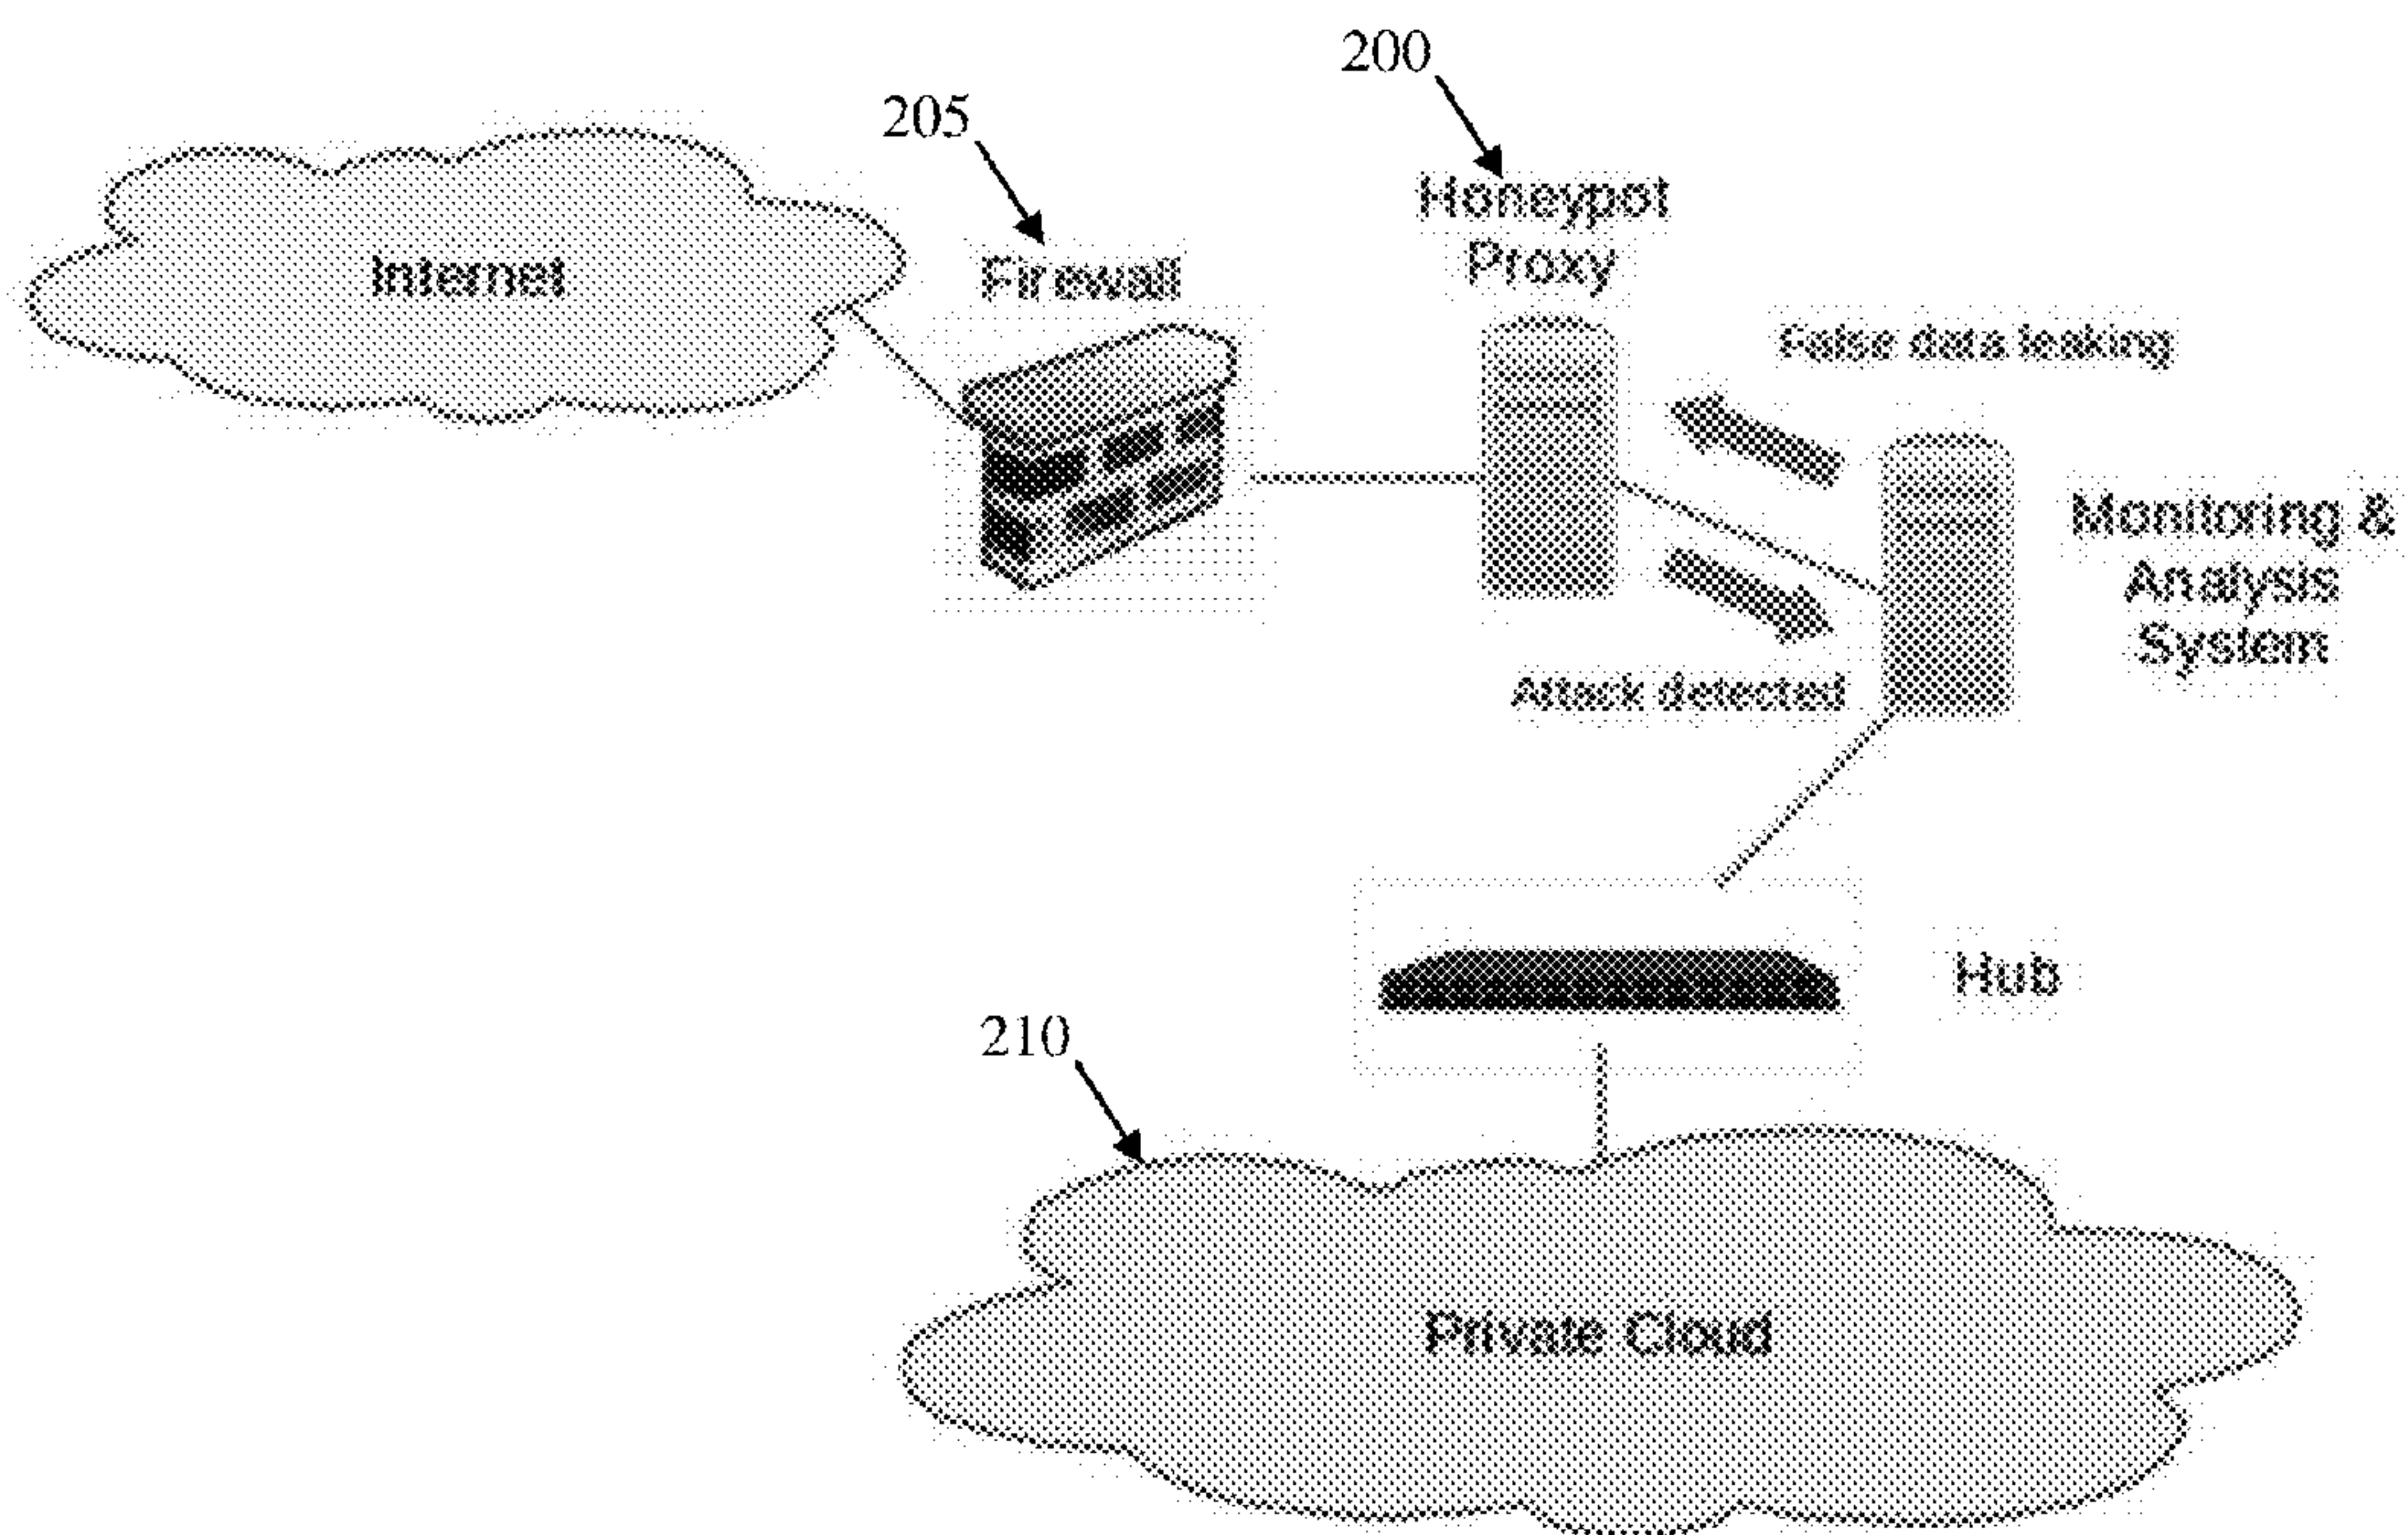 200
205
Honeypot
Proxy
Internet
Firewall
False data leaking
Monitoring &
Analysis
System
Attack detected
Hub
210
Private Cloud